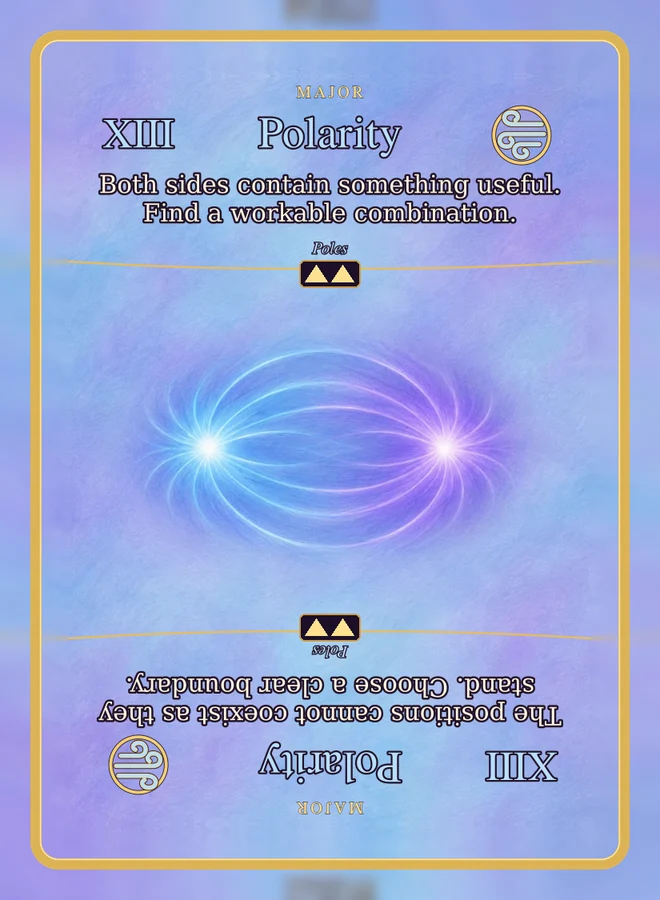 MAJOR
XIII Polarity
Both sides contain something useful.
Find a workable combination.
Poles
Poles
The positions cannot coexist as they
stand. Choose a clear boundary.
XIII Polarity
MAJOR